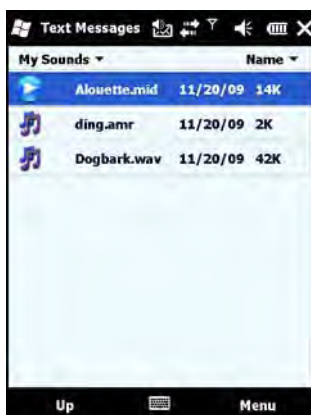 Text Messages
My Sounds Name
Alouette.mid 11/20/09 14K
ding.amr 11/20/09 2K
Dogbark.wav 11/20/09 42K
Up Menu